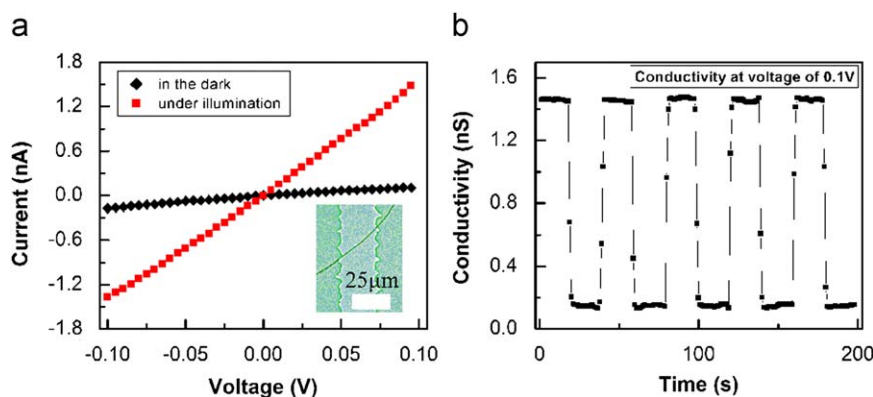 a
Current (nA)
1.8
1.2
0.6
0.0
-0.6
-1.2
-1.8
in the dark
under illumination
25μm
-0.10
-0.05
0.00
0.05
0.10
Voltage (V)
b
Conductivity (nS)
1.6
1.2
0.8
0.4
0.0
Conductivity at voltage of 0.1V
0
100
200
Time (s)